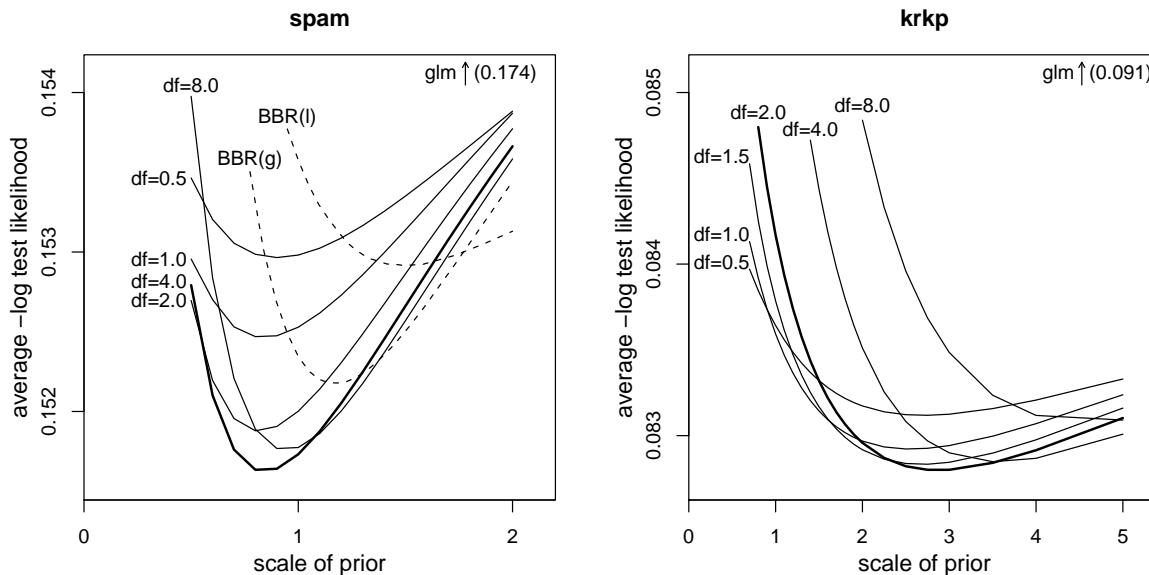 spam
glm ↑ (0.174)
df=8.0
BBR(l)
BBR(g)
df=0.5
df=1.0
df=4.0
df=2.0
0.154
0.153
0.152
average −log test likelihood
0 1 2
scale of prior
krkp
glm ↑ (0.091)
df=2.0
df=8.0
df=4.0
df=1.5
df=1.0
df=0.5
0.085
0.084
0.083
average −log test likelihood
0 1 2 3 4 5
scale of prior